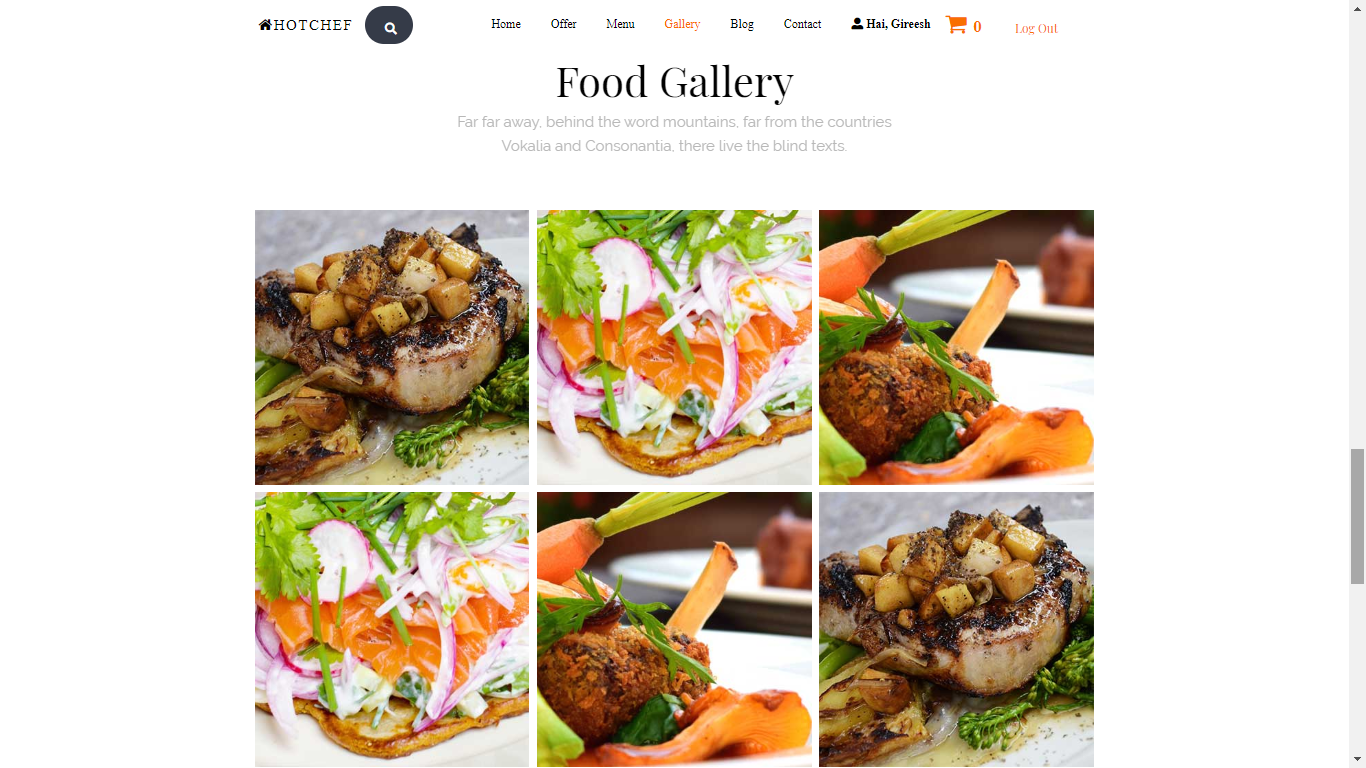 HOTCHEF
Home Offer Menu Gallery Blog Contact Hai, Gireesh 0 Log Out
Food Gallery
Far far away, behind the word mountains, far from the countries
Vokalia and Consonantia, there live the blind texts.